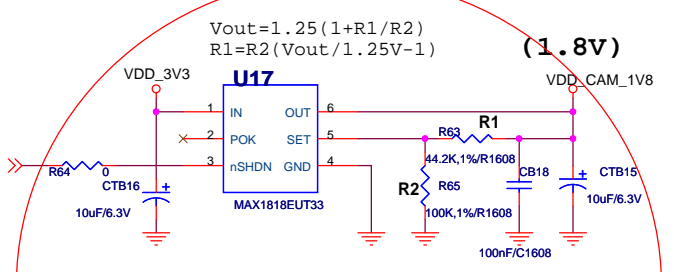 Vout=1.25(1+R1/R2)
R1=R2(Vout/1.25V-1)
(1.8V)
VDD_3V3
U17
VDD_CAM_1V8
1 IN OUT 6
R1
2 POK SET 5
R63
3 nSHDN GND 4
44.2K,1%/R1608
R64 0
CTB16
R2 R65
CB18
CTB15
10uF/6.3V
MAX1818EUT33
100K,1%/R1608
10uF/6.3V
100nF/C1608